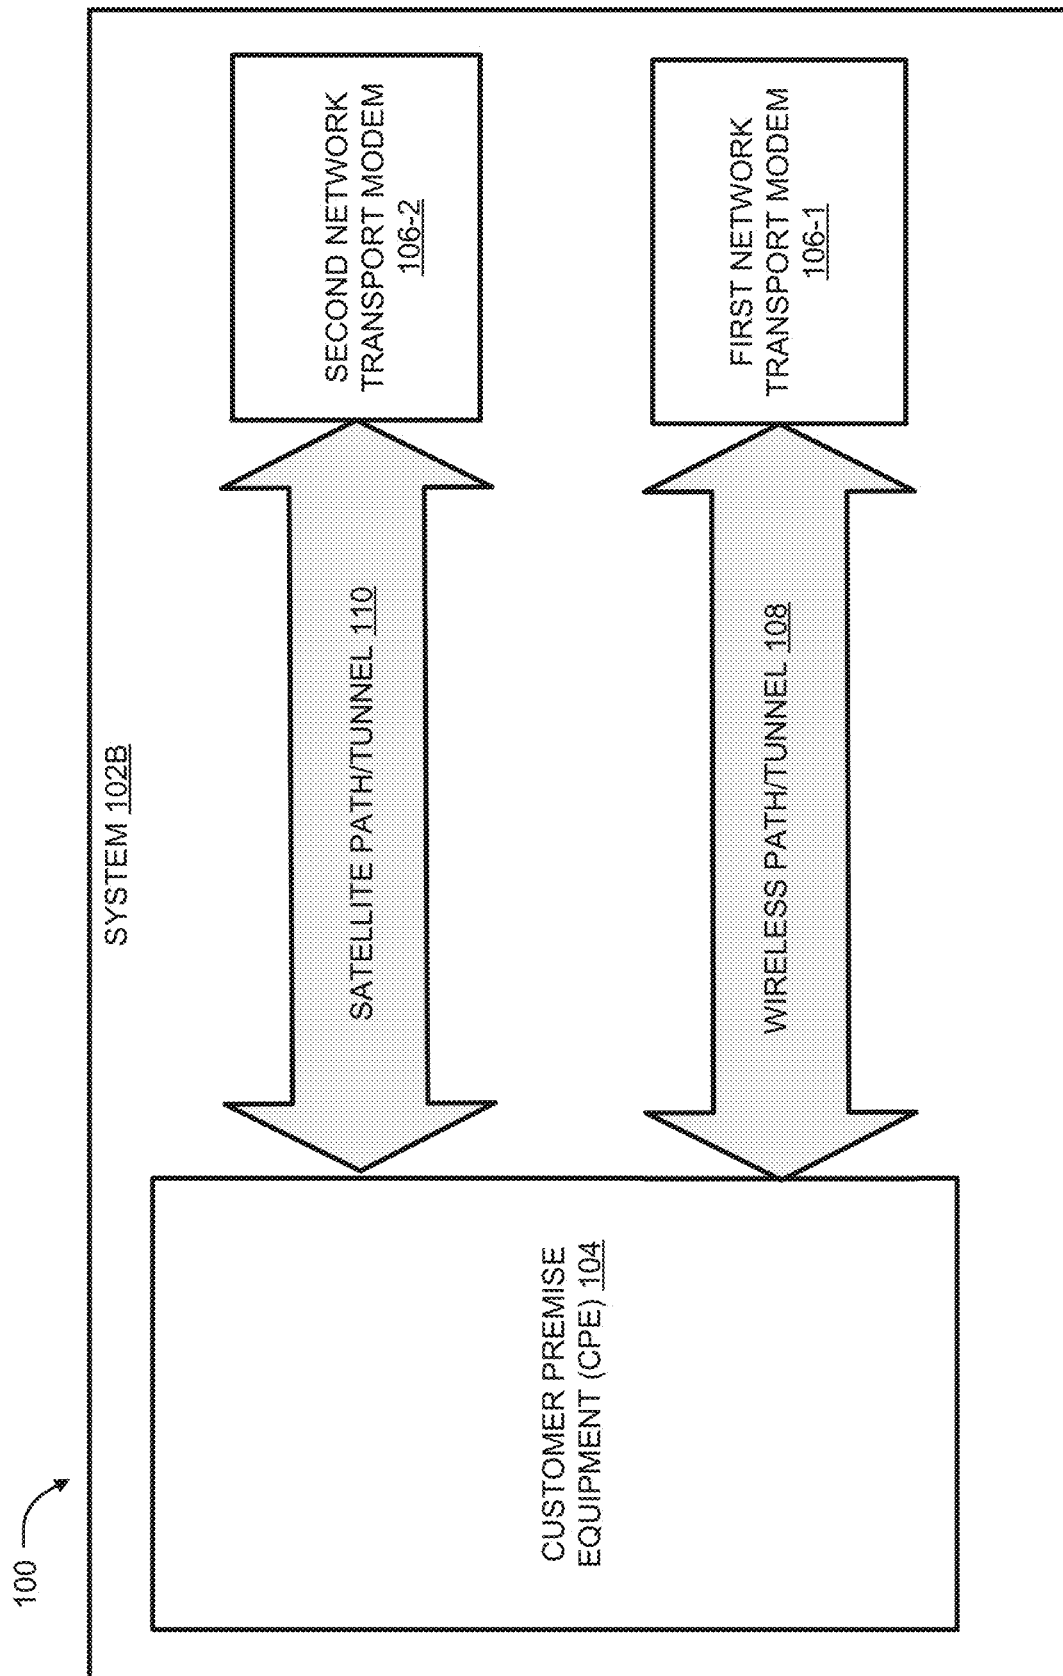 100
SYSTEM 102B
CUSTOMER PREMISE
EQUIPMENT (CPE) 104
SATELLITE PATH/TUNNEL 110
SECOND NETWORK
TRANSPORT MODEM
106-2
WIRELESS PATH/TUNNEL 108
FIRST NETWORK
TRANSPORT MODEM
106-1